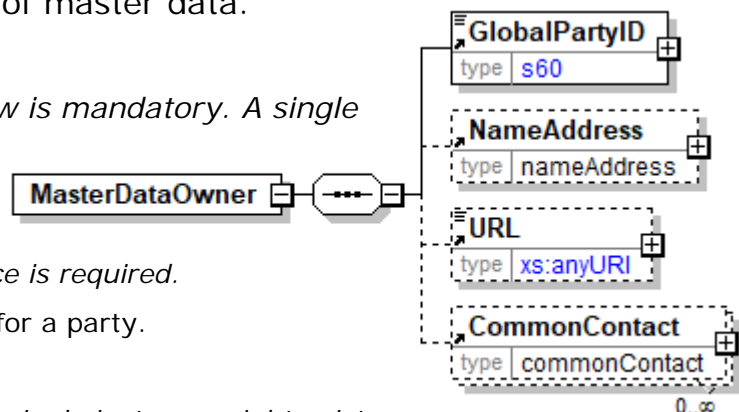 of master data.
GlobalPartyID
type s60
w is mandatory. A single
NameAddress
type nameAddress
MasterDataOwner
URL
type xs:anyURI
ce is required.
for a party.
CommonContact
type commonContact
0..∞